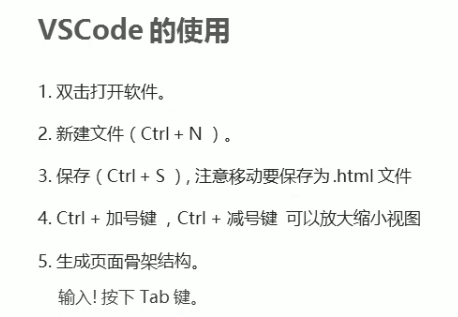 VSCode 的使用
1. 双击打开软件。
2. 新建文件（Ctrl + N ）。
3. 保存（Ctrl + S ）, 注意移动要保存为 .html 文件
4. Ctrl + 加号键 ，Ctrl + 减号键 可以放大缩小视图
5. 生成页面骨架结构。
输入! 按下 Tab 键。